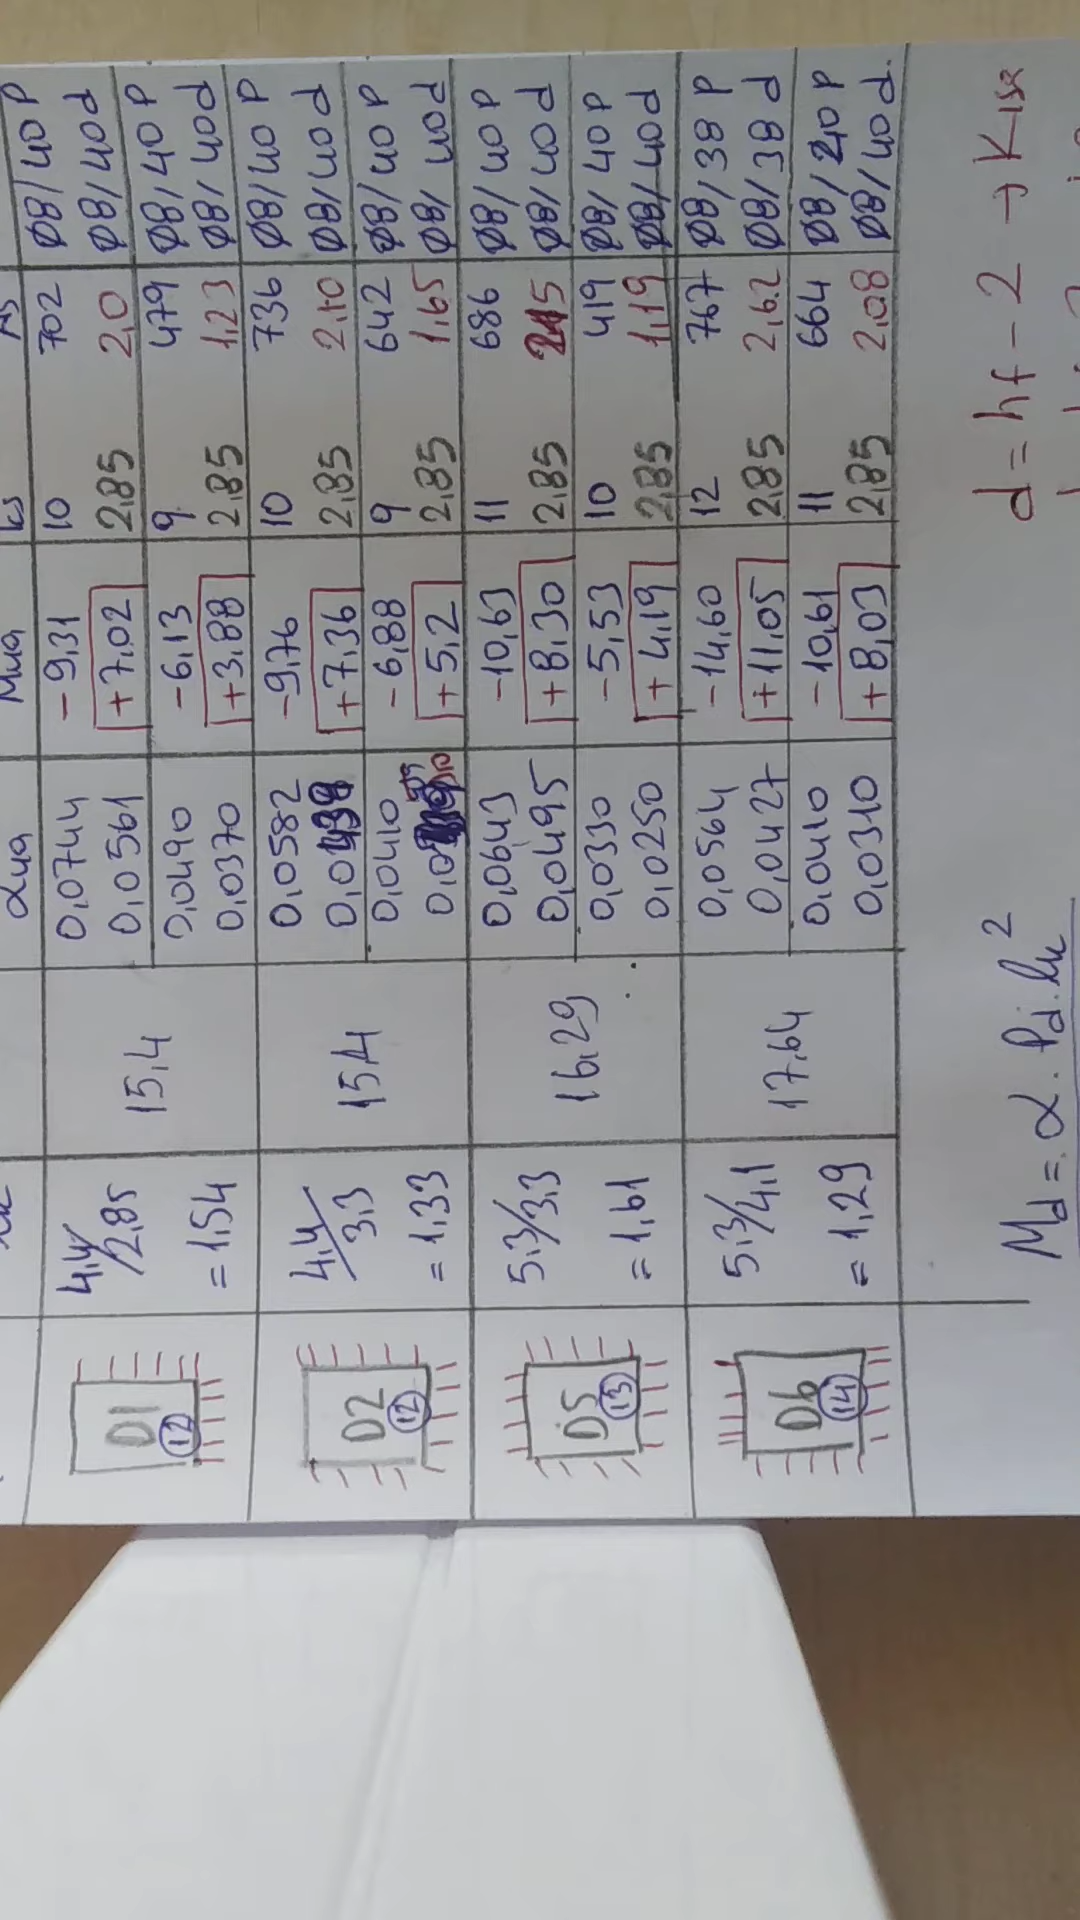 D1
12
4.4/2.85
= 1.54
15,4
0,0744 -9,31 10 702 Ø8/40 P
0,0561 +7.02 2.85 2.0 Ø8/40 d
0,0490 -6,13 9 479 Ø8/40 P
0,0370 +3.88 2.85 1.23 Ø8/40 d
D2
12
4.4/3.3
= 1.33
15.4
0,0582 -9,76 10 736 Ø8/40 P
0,0439 +7.36 2.85 2.10 Ø8/40 d
0,0410 -6,88 9 642 Ø8/40 P
+5,2 2.85 1.65 Ø8/40 d
D5
13
5.3/3.3
= 1.61
16.29
0,0643 -10,63 11 686 Ø8/40 P
0,0495 +8.30 2.85 Ø8/40 d
0,0330 -5,53 10 419 Ø8/40 P
0,0250 +4.19 2.85 1.19 Ø8/40 d
D6
14
5.3/4.1
= 1.29
17.64
0,0564 -14,60 12 767 Ø8/38 P
0,0427 +11.05 2.85 2.62 Ø8/38 d
0,0410 -10,61 11 664 Ø8/40 P
0,0310 +8,03 2.85 2.08 Ø8/40 d.
Md = α . Pd . lk² d = hf - 2 → Kısa